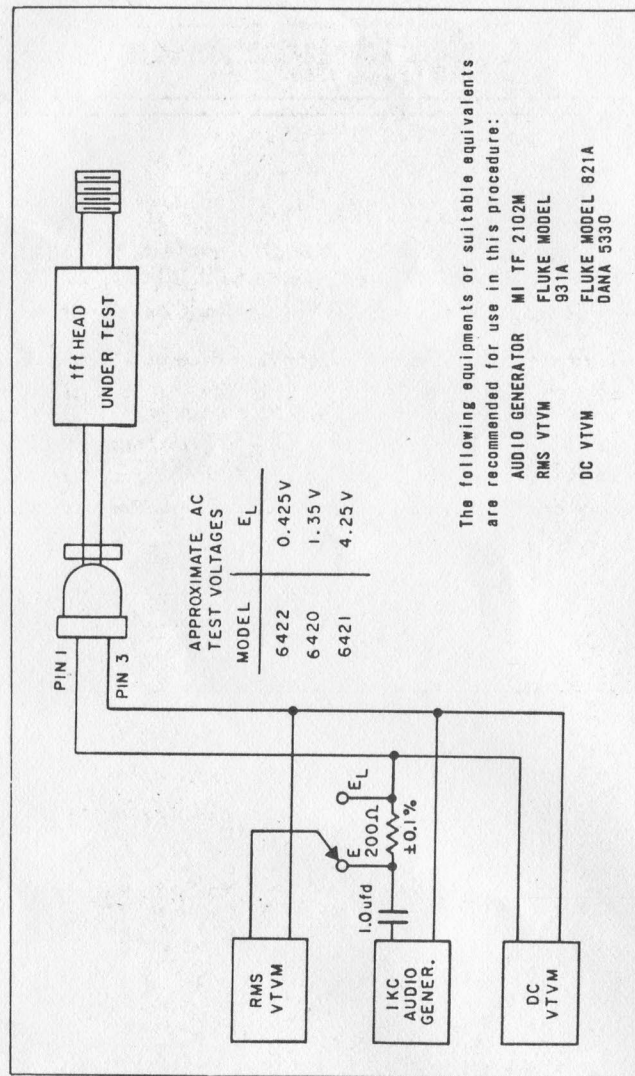 tft HEAD
UNDER TEST
PIN 1
PIN 3
APPROXIMATE AC
TEST VOLTAGES
MODEL EL
6422 0.425V
6420 1.35V
6421 4.25V
E
EL
200Ω
±0.1%
1.0ufd
RMS
VTVM
1KC
AUDIO
GENER.
DC
VTVM
The following equipments or suitable equivalents
are recommended for use in this procedure:
AUDIO GENERATOR MI TF 2102M
RMS VTVM FLUKE MODEL
931A
DC VTVM FLUKE MODEL 821A
DANA 5330